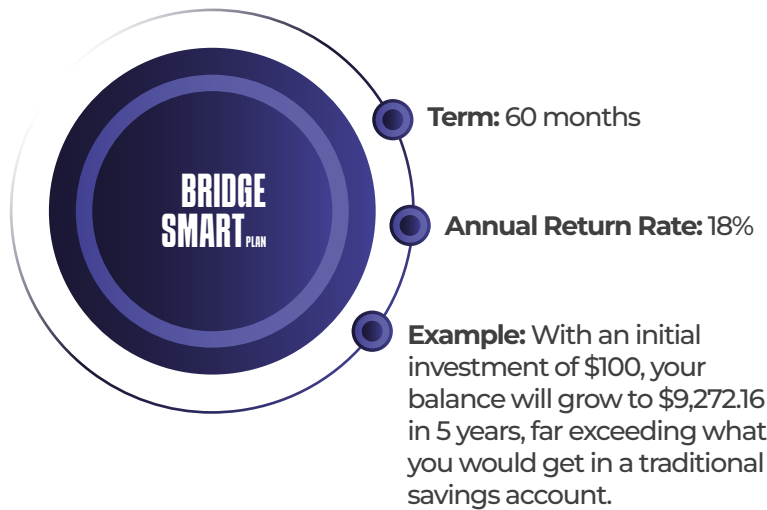 BRIDGE
SMART PLAN
Term: 60 months
Annual Return Rate: 18%
Example: With an initial
investment of $100, your
balance will grow to $9,272.16
in 5 years, far exceeding what
you would get in a traditional
savings account.